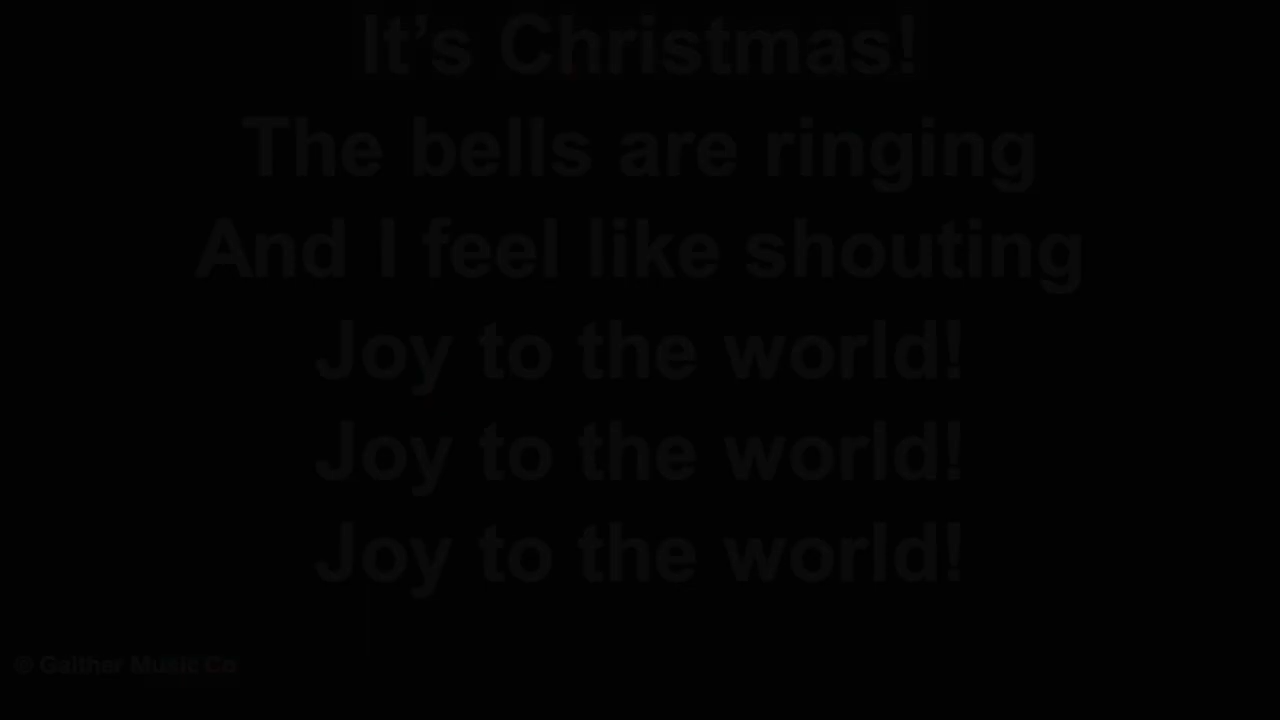 It’s Christmas!
The bells are ringing
And I feel like shouting
Joy to the world!
Joy to the world!
Joy to the world!
© Gaither Music Co